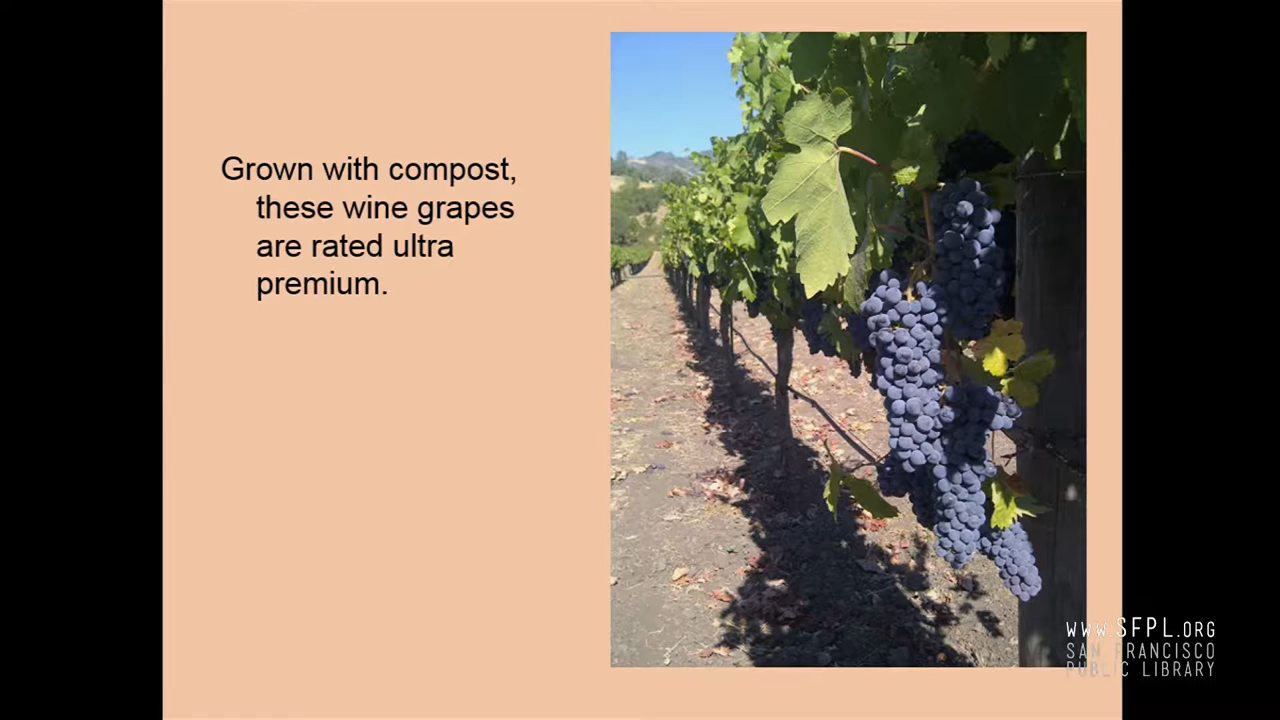 Grown with compost,
these wine grapes
are rated ultra
premium.
www.SFPL.ORG
SAN FRANCISCO
PUBLIC LIBRARY